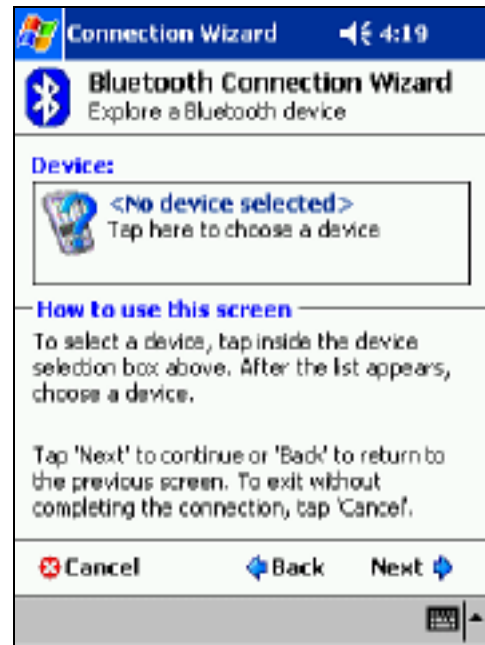 Connection Wizard 4:19
Bluetooth Connection Wizard
Explore a Bluetooth device
Device:
<No device selected>
Tap here to choose a device
How to use this screen
To select a device, tap inside the device
selection box above. After the list appears,
choose a device.
Tap 'Next' to continue or 'Back' to return to
the previous screen. To exit without
completing the connection, tap 'Cancel'.
Cancel Back Next